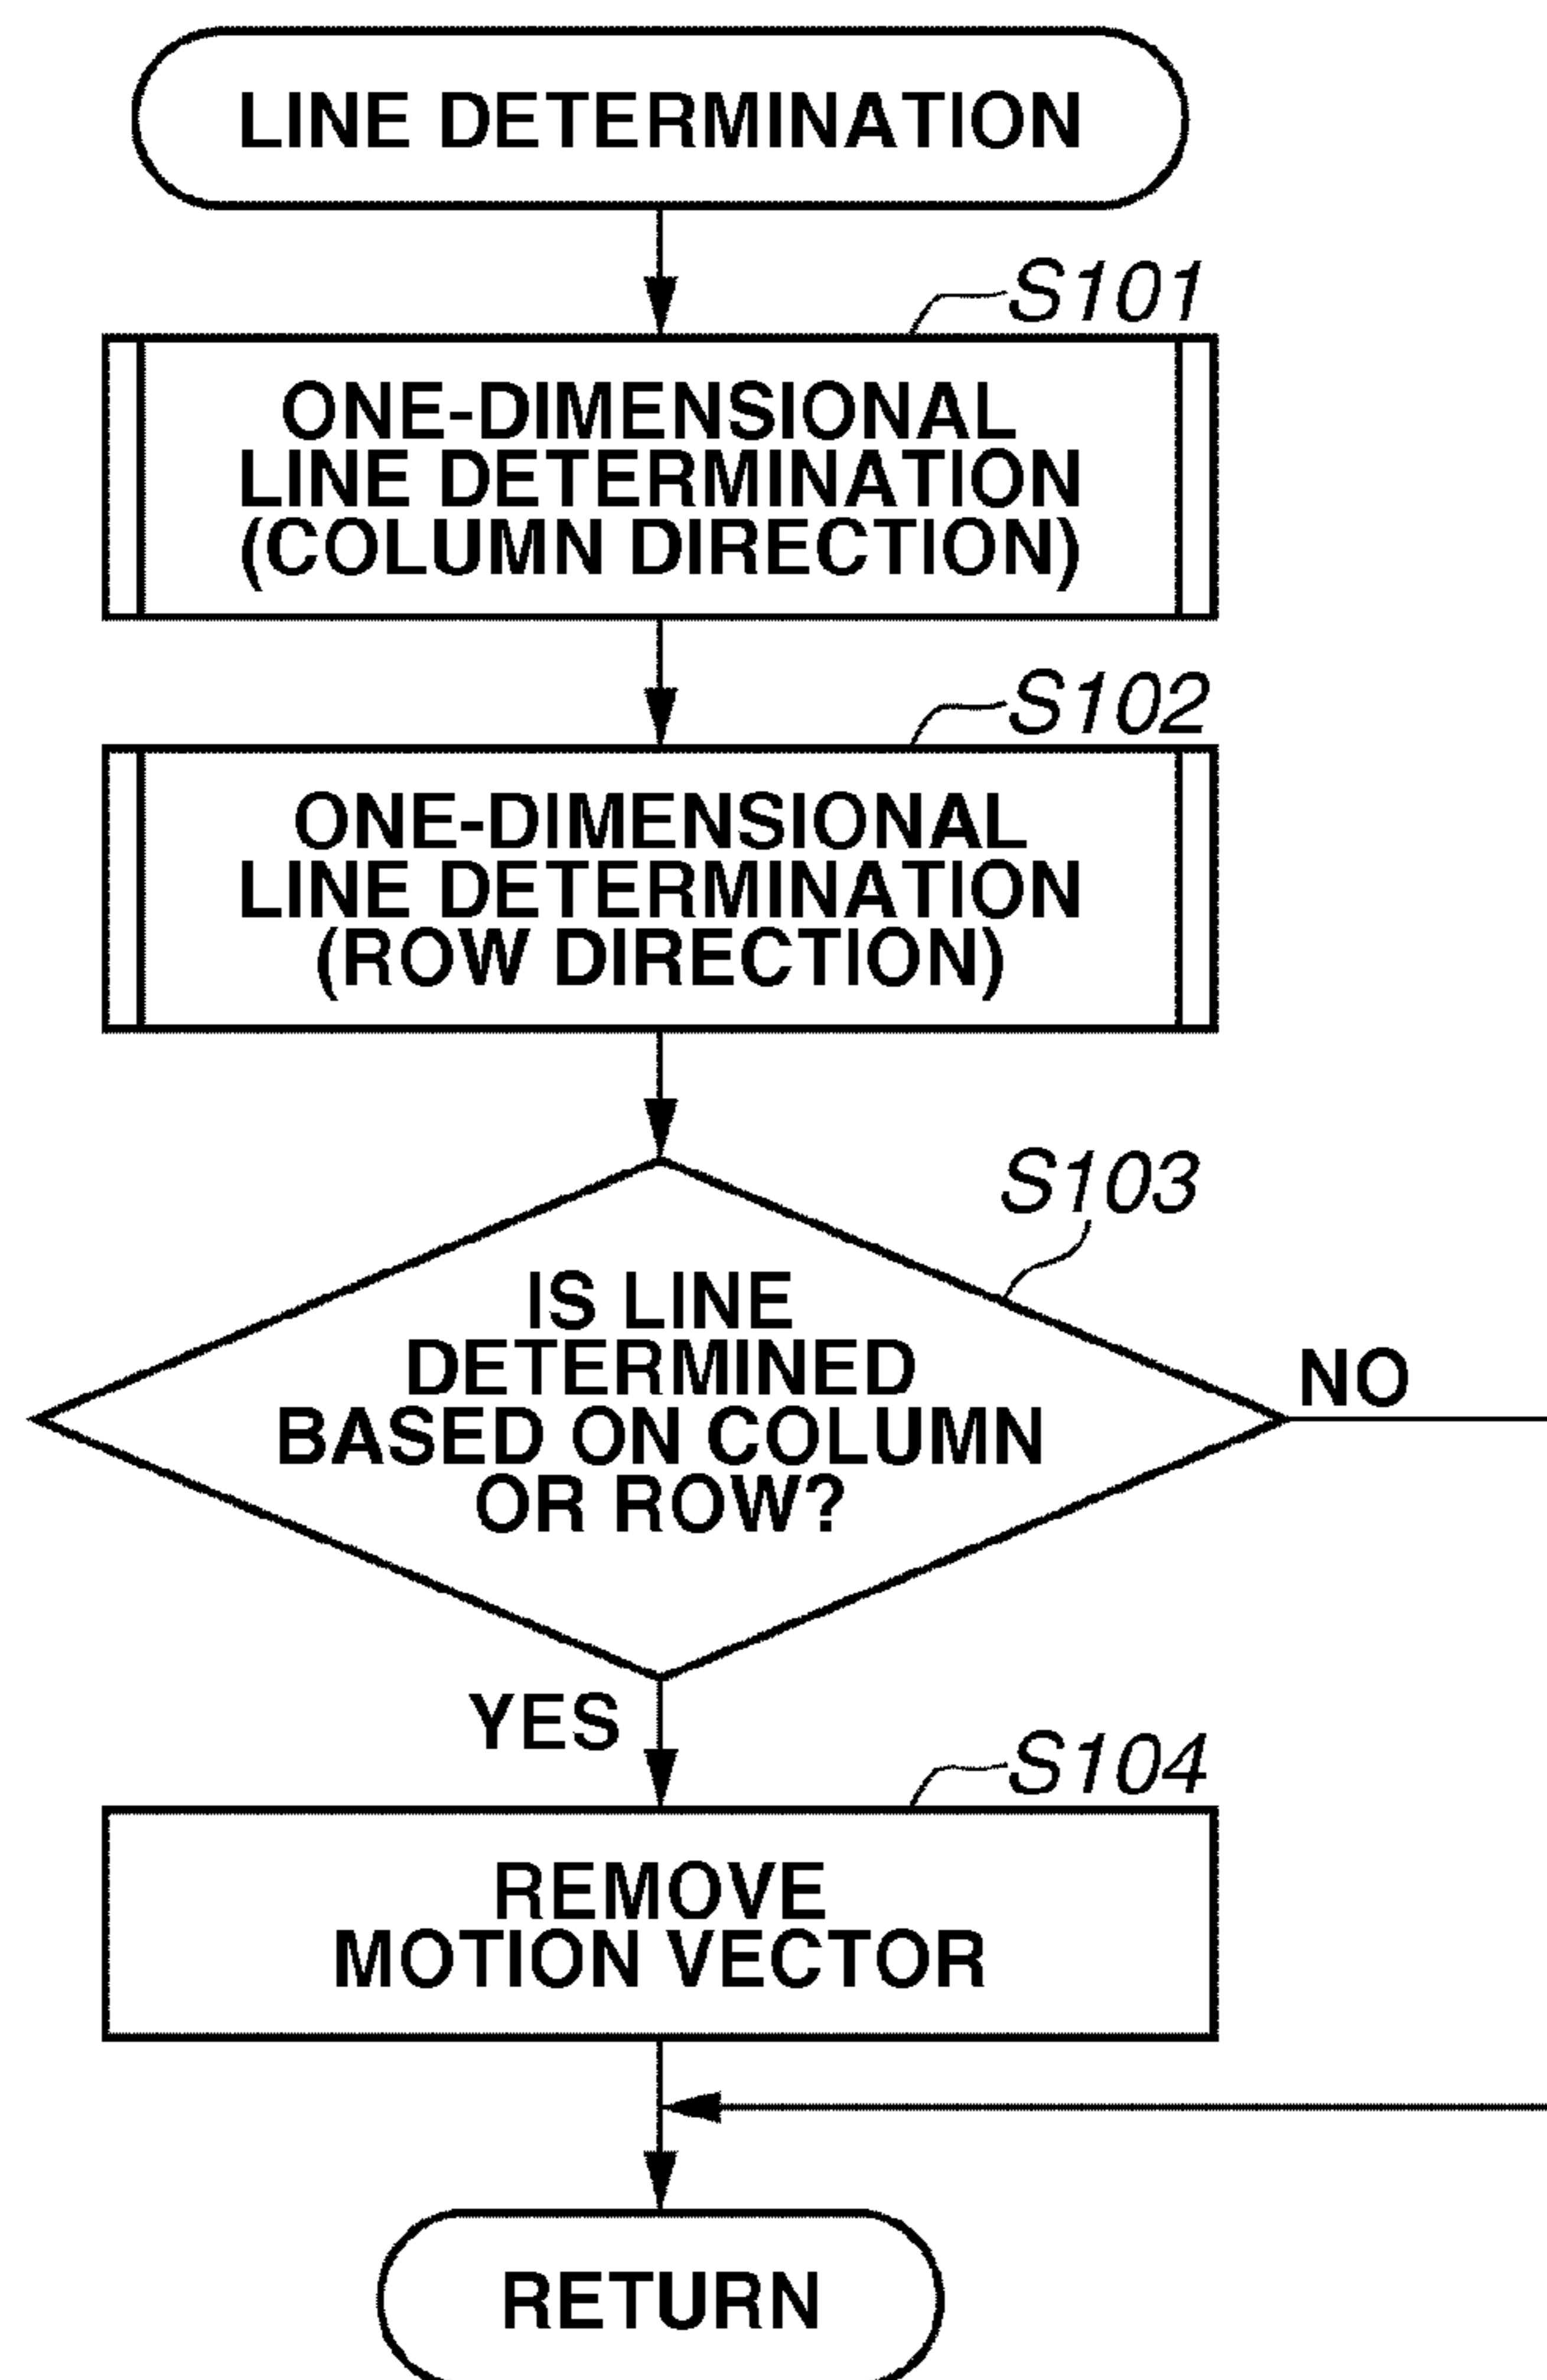 LINE DETERMINATION
S101
ONE-DIMENSIONAL
LINE DETERMINATION
(COLUMN DIRECTION)
S102
ONE-DIMENSIONAL
LINE DETERMINATION
(ROW DIRECTION)
S103
IS LINE
DETERMINED
BASED ON COLUMN
OR ROW?
NO
YES
S104
REMOVE
MOTION VECTOR
RETURN